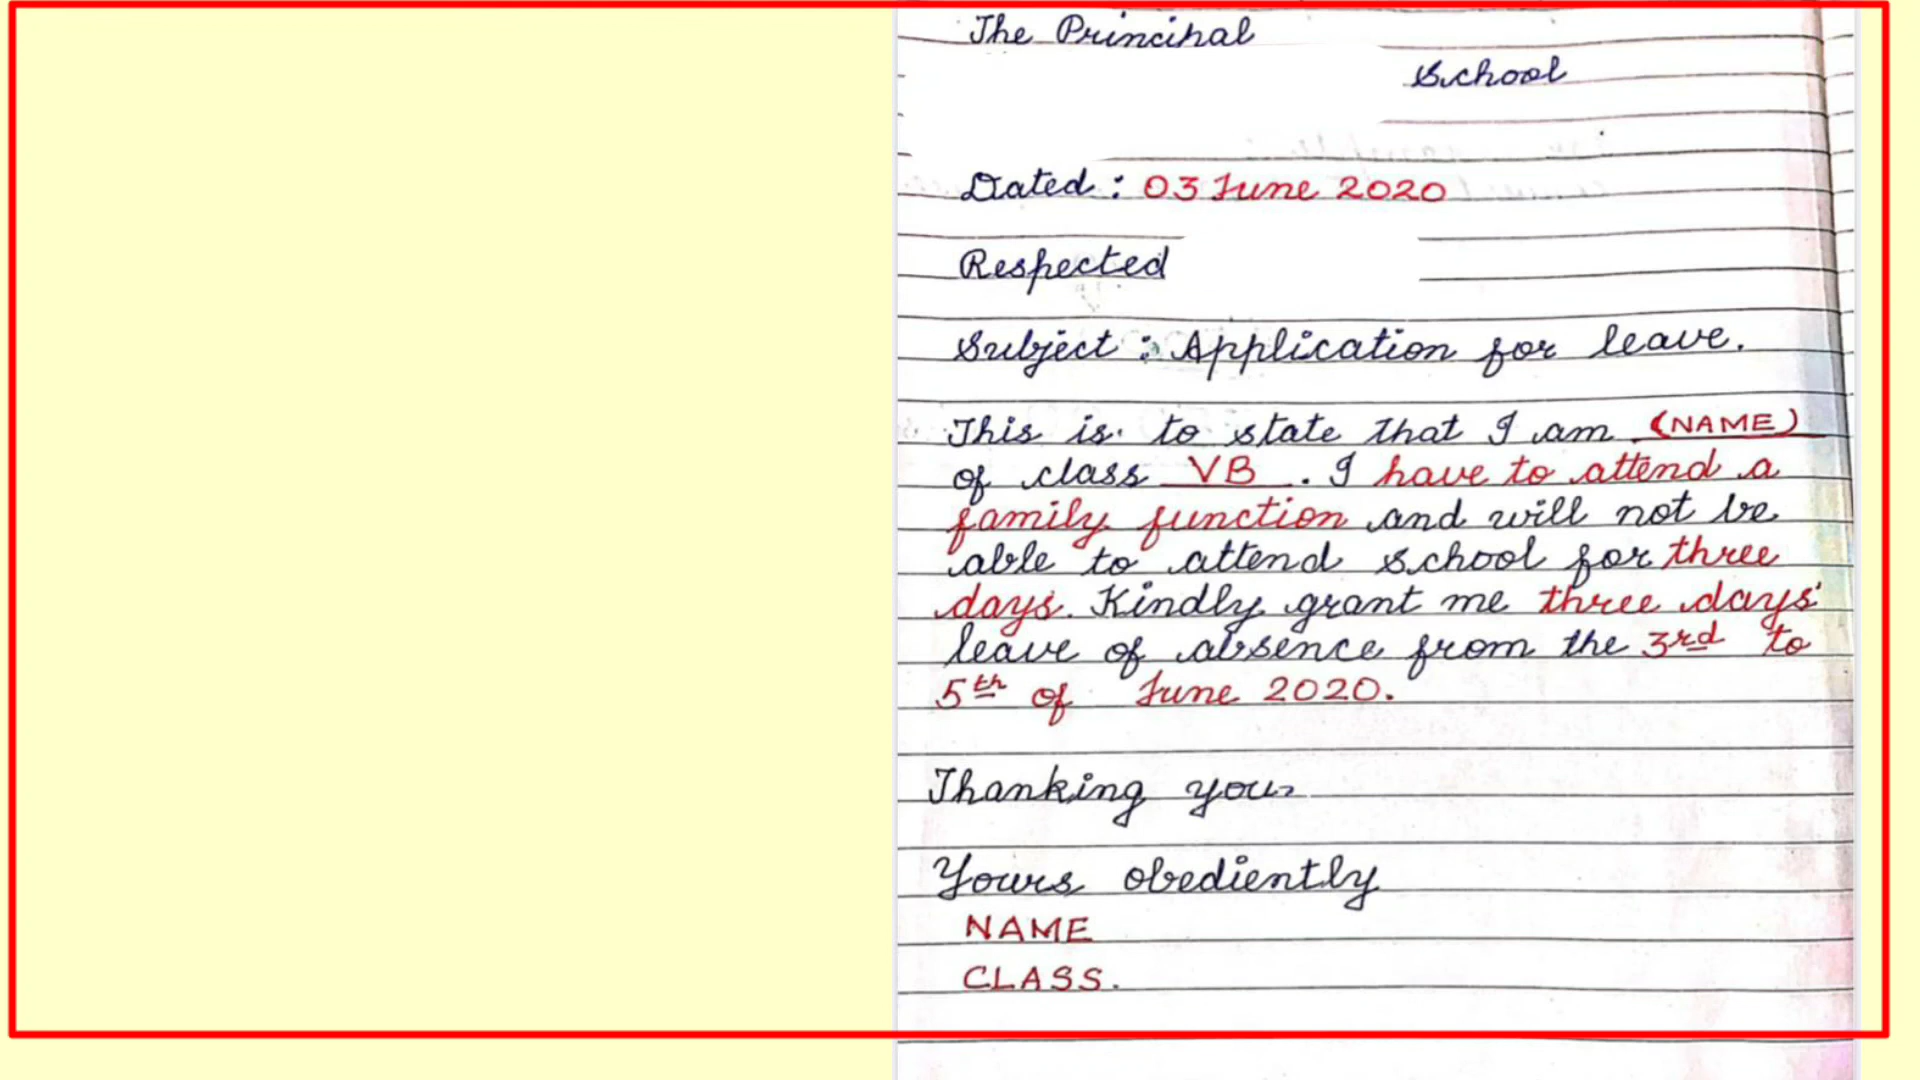 The Principal
School
Dated : 03 June 2020
Respected
Subject : Application for leave.
This is to state that I am (NAME)
of class VB . I have to attend a
family function and will not be
able to attend school for three
days. Kindly grant me three days'
leave of absence from the 3rd to
5th of June 2020.
Thanking you
Yours obediently
NAME
CLASS.